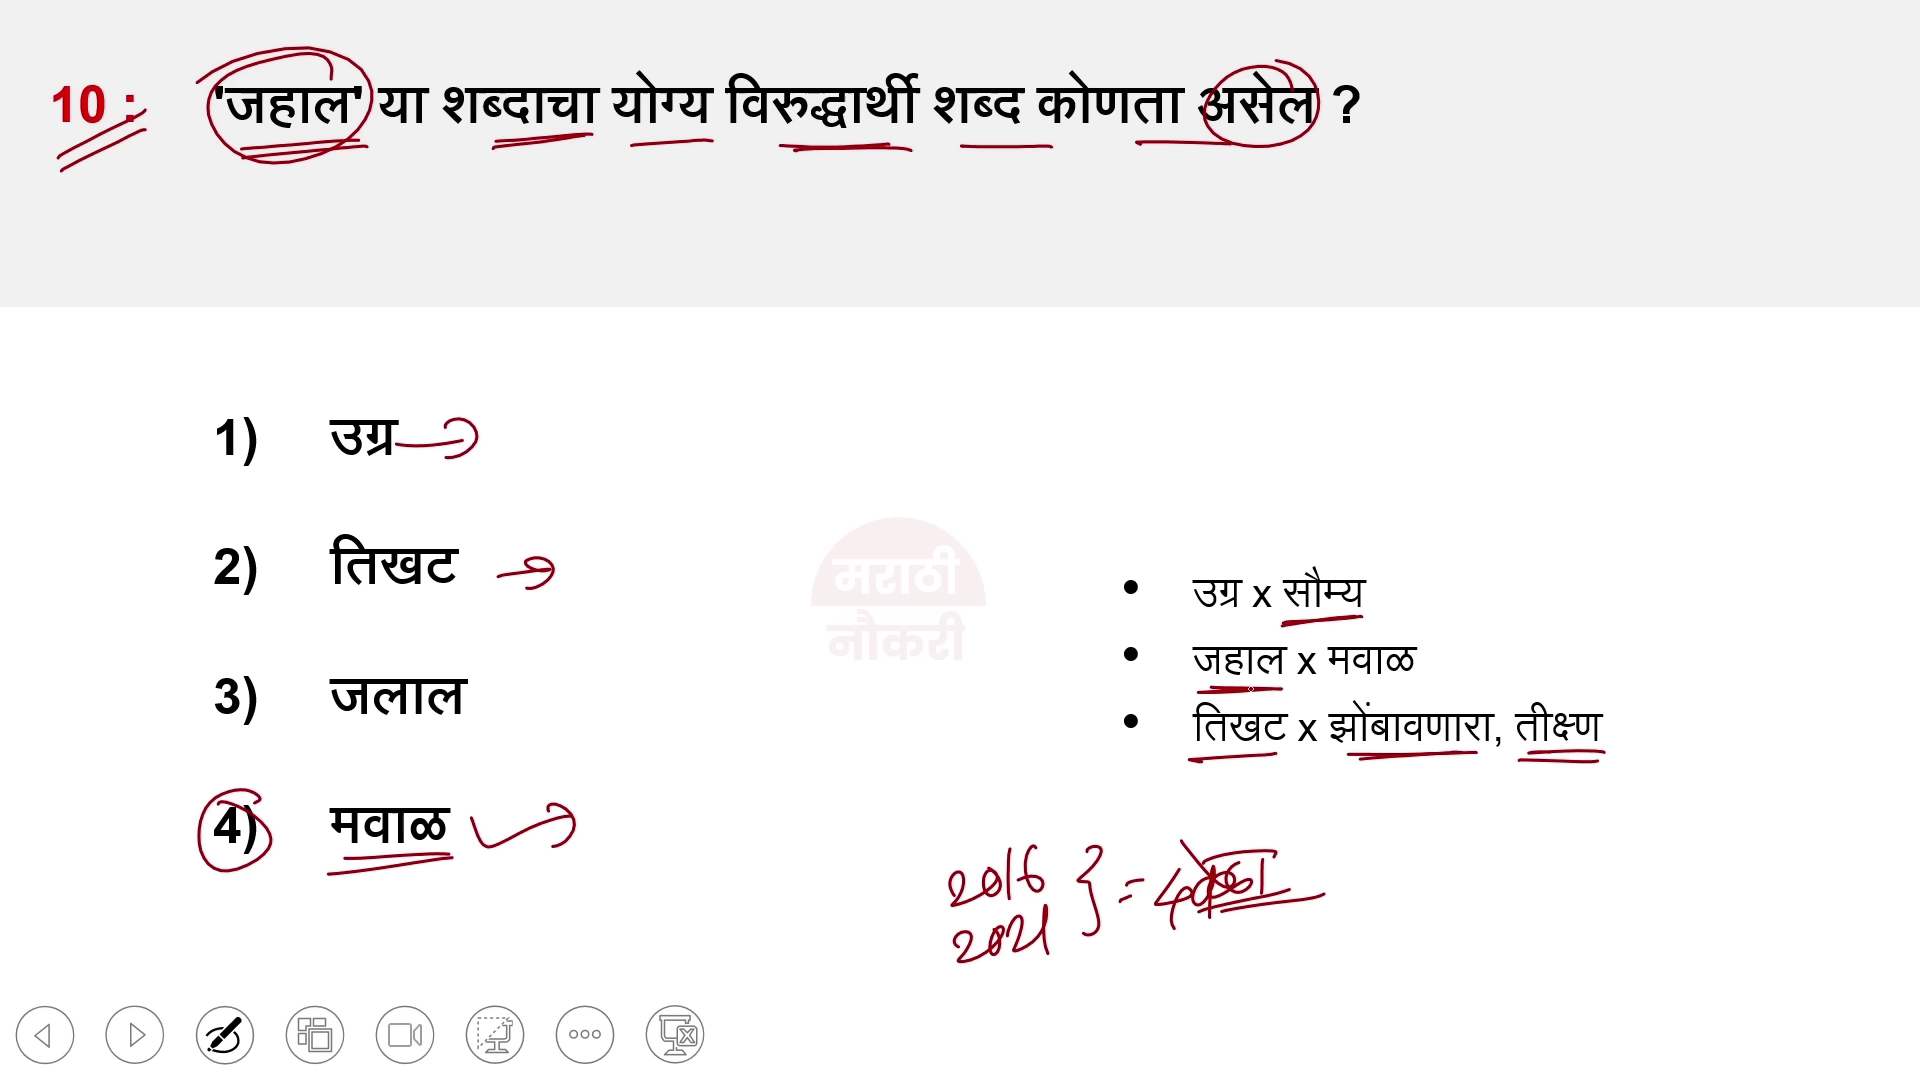 10 : 'जहाल' या शब्दाचा योग्य विरुद्धार्थी शब्द कोणता असेल ?
1) उग्र
2) तिखट
3) जलाल
4) मवाळ
मराठी
नौकरी
• उग्र x सौम्य
• जहाल x मवाळ
• तिखट x झोंबावणारा, तीक्ष्ण
2016
2021 } =